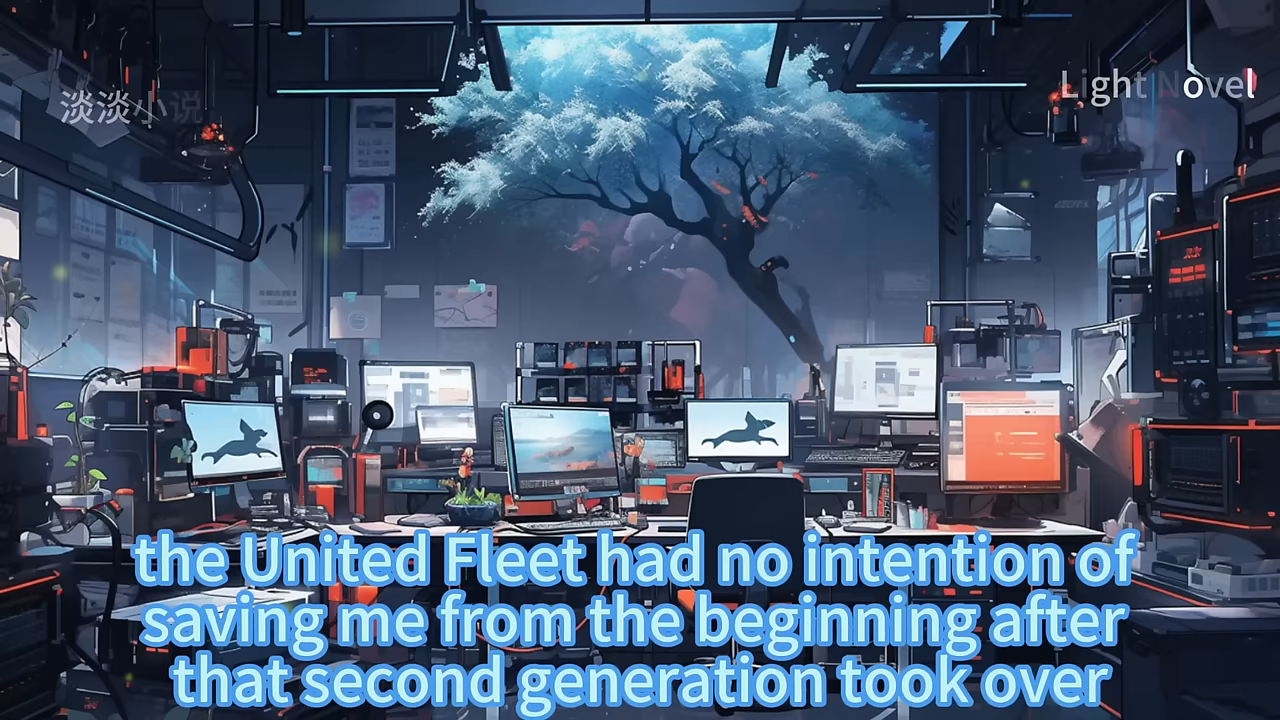 淡淡小说
Light Novel
the United Fleet had no intention of
saving me from the beginning after
that second generation took over